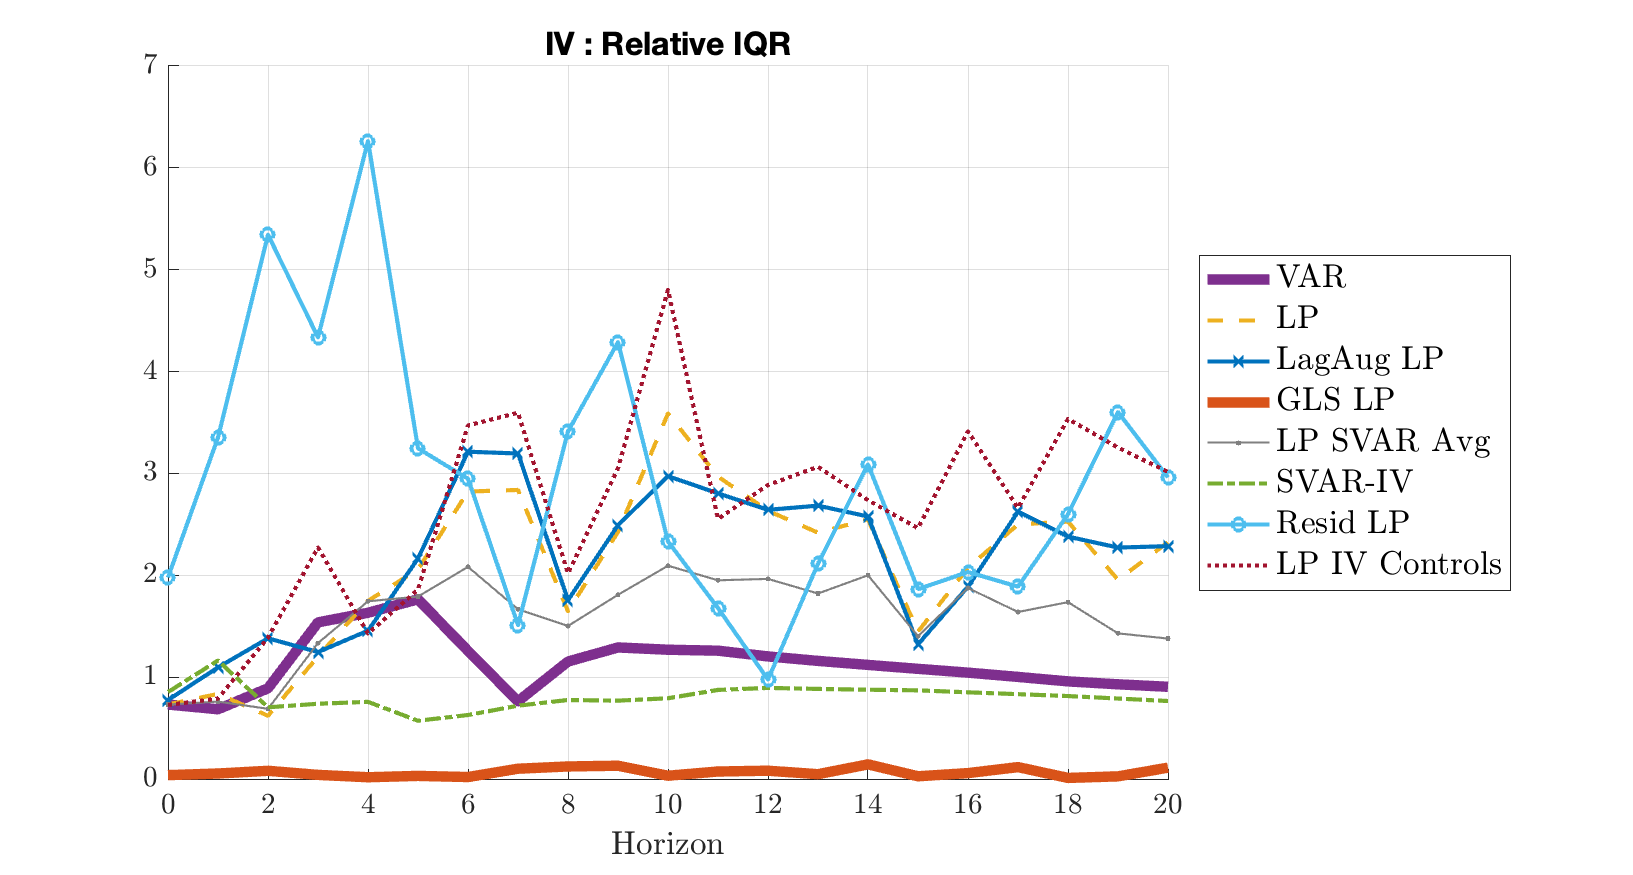 IV : Relative IQR
7
6
5
4
3
2
1
0
0 2 4 6 8 10 12 14 16 18 20
Horizon
VAR
LP
LagAug LP
GLS LP
LP SVAR Avg
SVAR-IV
Resid LP
LP IV Controls